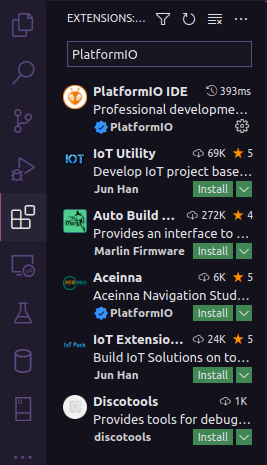 EXTENSIONS:...
PlatformIO
PlatformIO IDE 393ms
Professional developme...
PlatformIO
IoT Utility 69K 5
Develop IoT project base...
Jun Han Install
Auto Build ... 272K 4
Provides an interface to ...
Marlin Firmware Install
Aceinna 6K 5
Aceinna Navigation Stud...
PlatformIO Install
IoT Extensio... 24K 5
Build IoT Solutions on to...
Jun Han Install
Discotools 1K
Provides tools for debug...
discotools Install